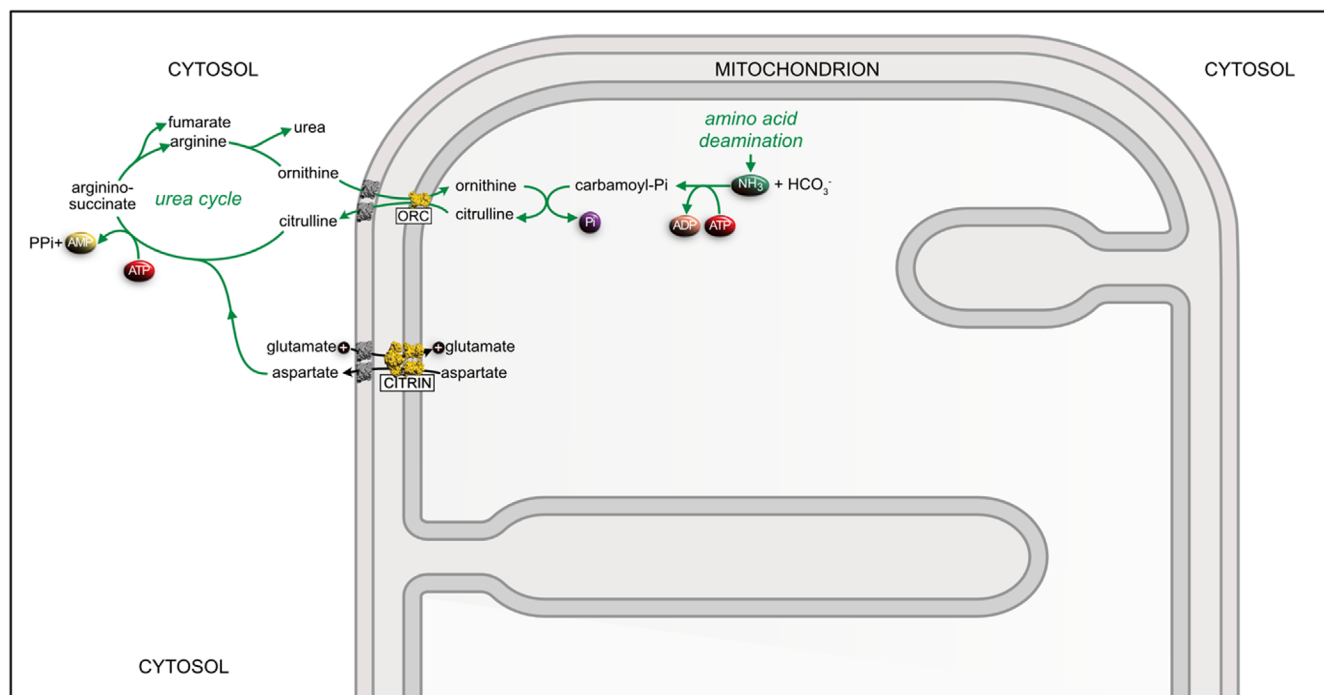 CYTOSOL
MITOCHONDRION
CYTOSOL
fumarate
arginine
urea
ornithine
arginino-
succinate
urea cycle
citrulline
PPi+ AMP
ATP
amino acid
deamination
ornithine
carbamoyl-Pi
NH3 + HCO3-
citrulline
ORC
Pi
ADP
ATP
glutamate +
+ glutamate
aspartate
aspartate
CITRIN
CYTOSOL